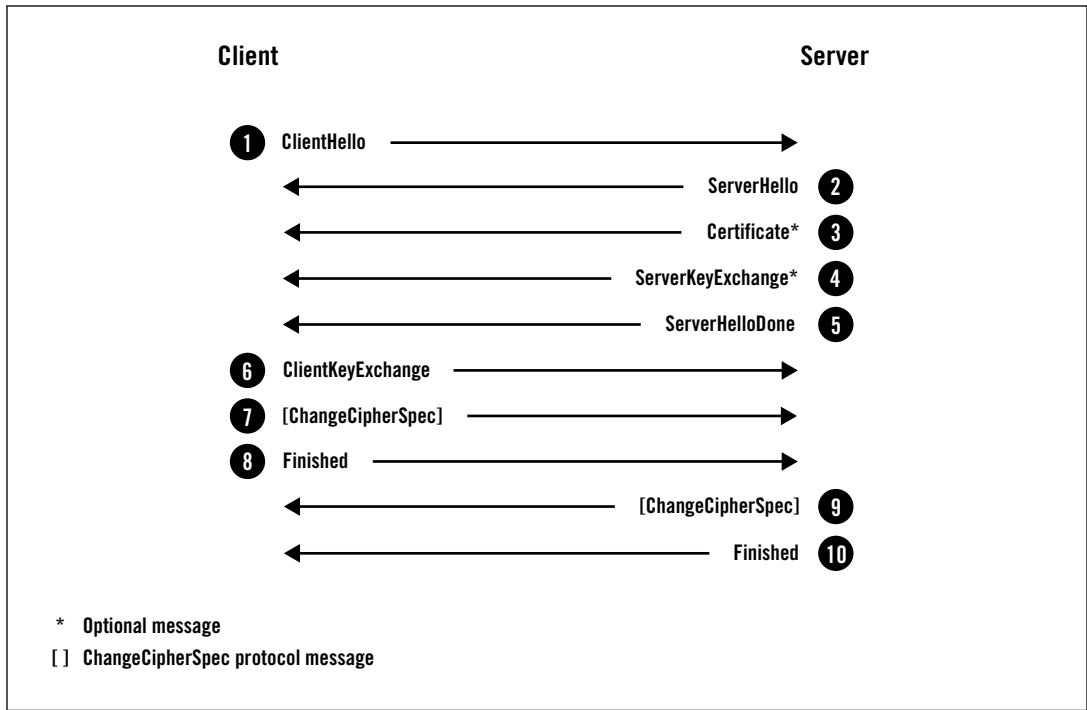 Client Server
1 ClientHello
ServerHello 2
Certificate* 3
ServerKeyExchange* 4
ServerHelloDone 5
6 ClientKeyExchange
7 [ChangeCipherSpec]
8 Finished
[ChangeCipherSpec] 9
Finished 10
* Optional message
[ ] ChangeCipherSpec protocol message